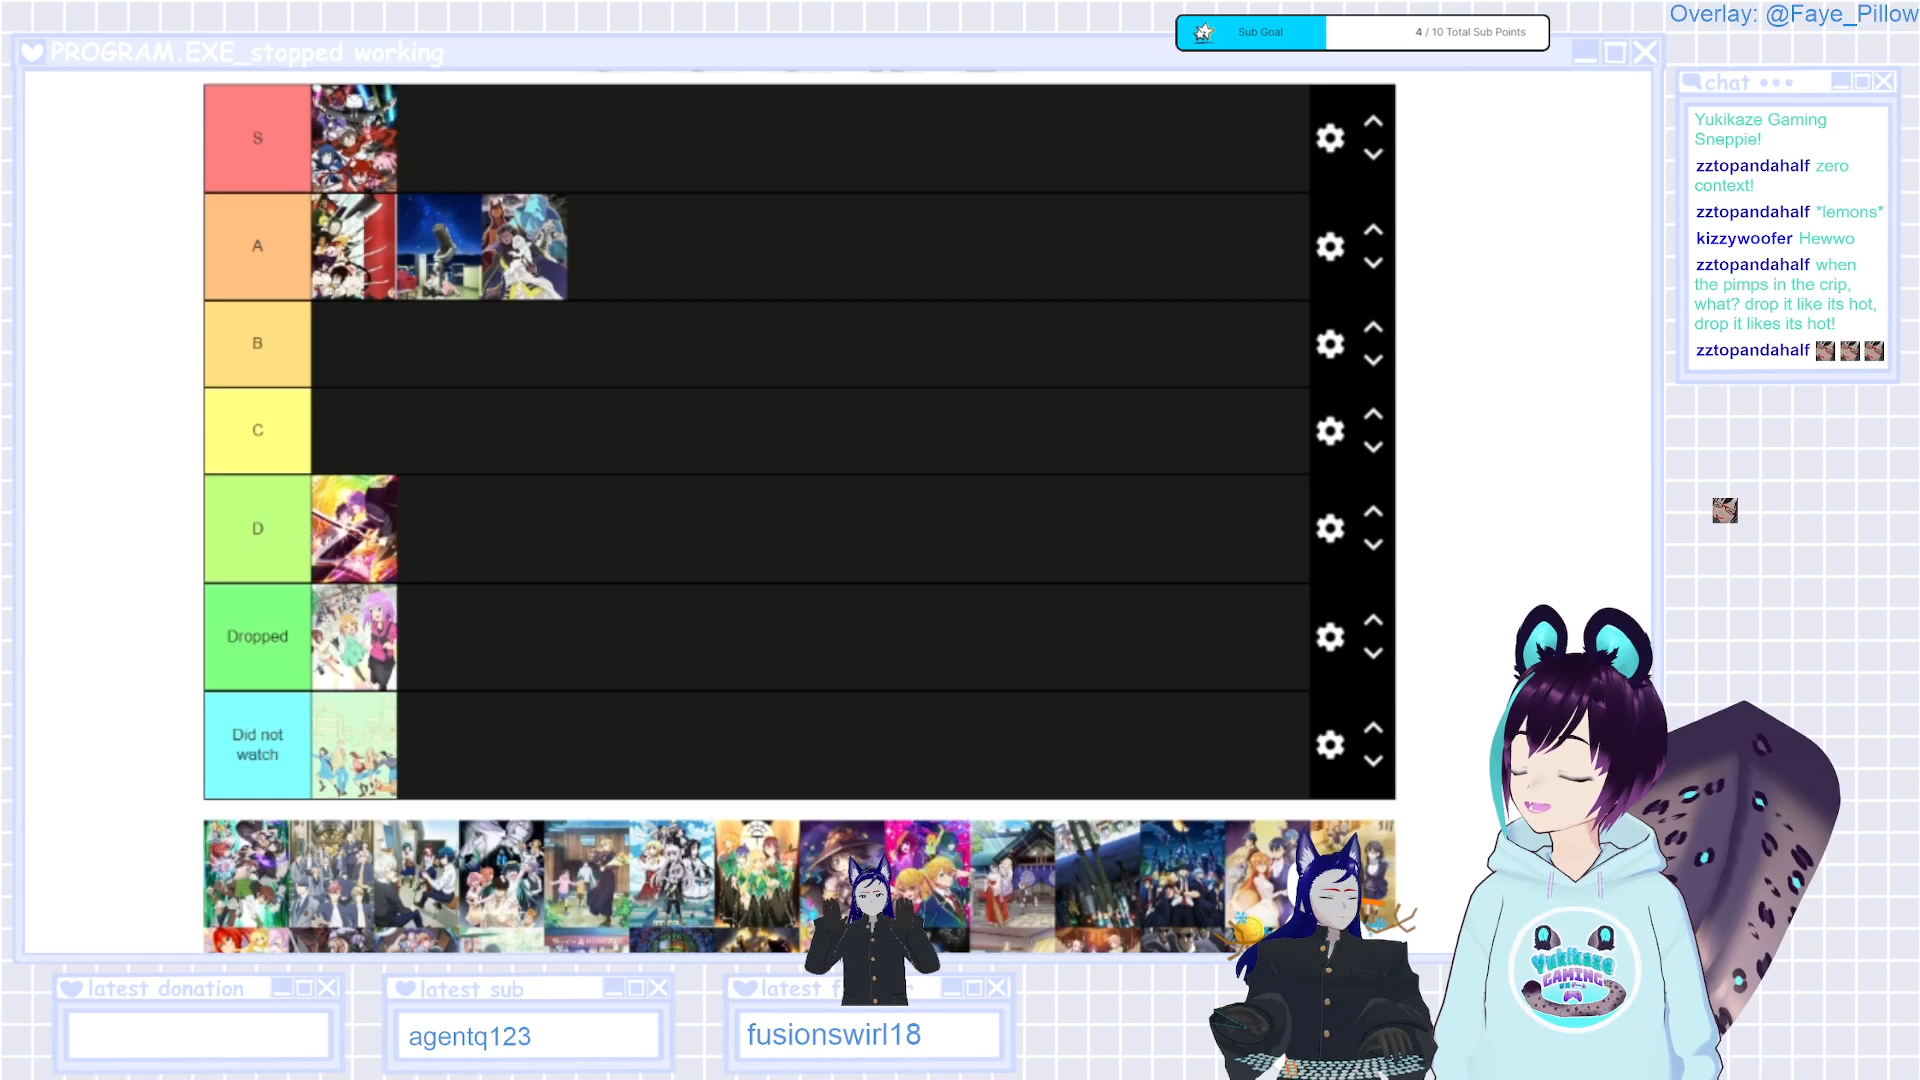 Overlay: @Faye_Pillow
Sub Goal
4 / 10 Total Sub Points
PROGRAM.EXE_stopped working
chat
Yukikaze Gaming
Sneppie!
zztopandahalf zero
context!
zztopandahalf *lemons*
kizzywoofer Hewwo
zztopandahalf when
the pimps in the crip,
what? drop it like its hot,
drop it likes its hot!
zztopandahalf
S
A
B
C
D
Dropped
Did not
watch
Yukikaze
GAMING
latest donation
latest sub
agentq123
latest f
fusionswirl18